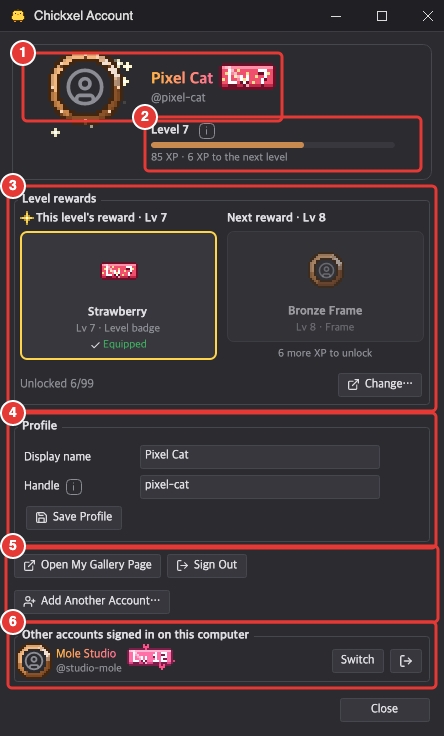 Chickxel Account
1
Pixel Cat Lv.7
@pixel-cat
2
Level 7 i
85 XP · 6 XP to the next level
3
Level rewards
This level's reward · Lv 7
Next reward · Lv 8
Lv.7
Strawberry
Lv 7 · Level badge
Equipped
Bronze Frame
Lv 8 · Frame
6 more XP to unlock
Unlocked 6/99
Change···
4
Profile
Display name Pixel Cat
Handle i pixel-cat
Save Profile
5
Open My Gallery Page Sign Out
Add Another Account···
6
Other accounts signed in on this computer
Mole Studio Lv.12
@studio-mole
Switch
Close